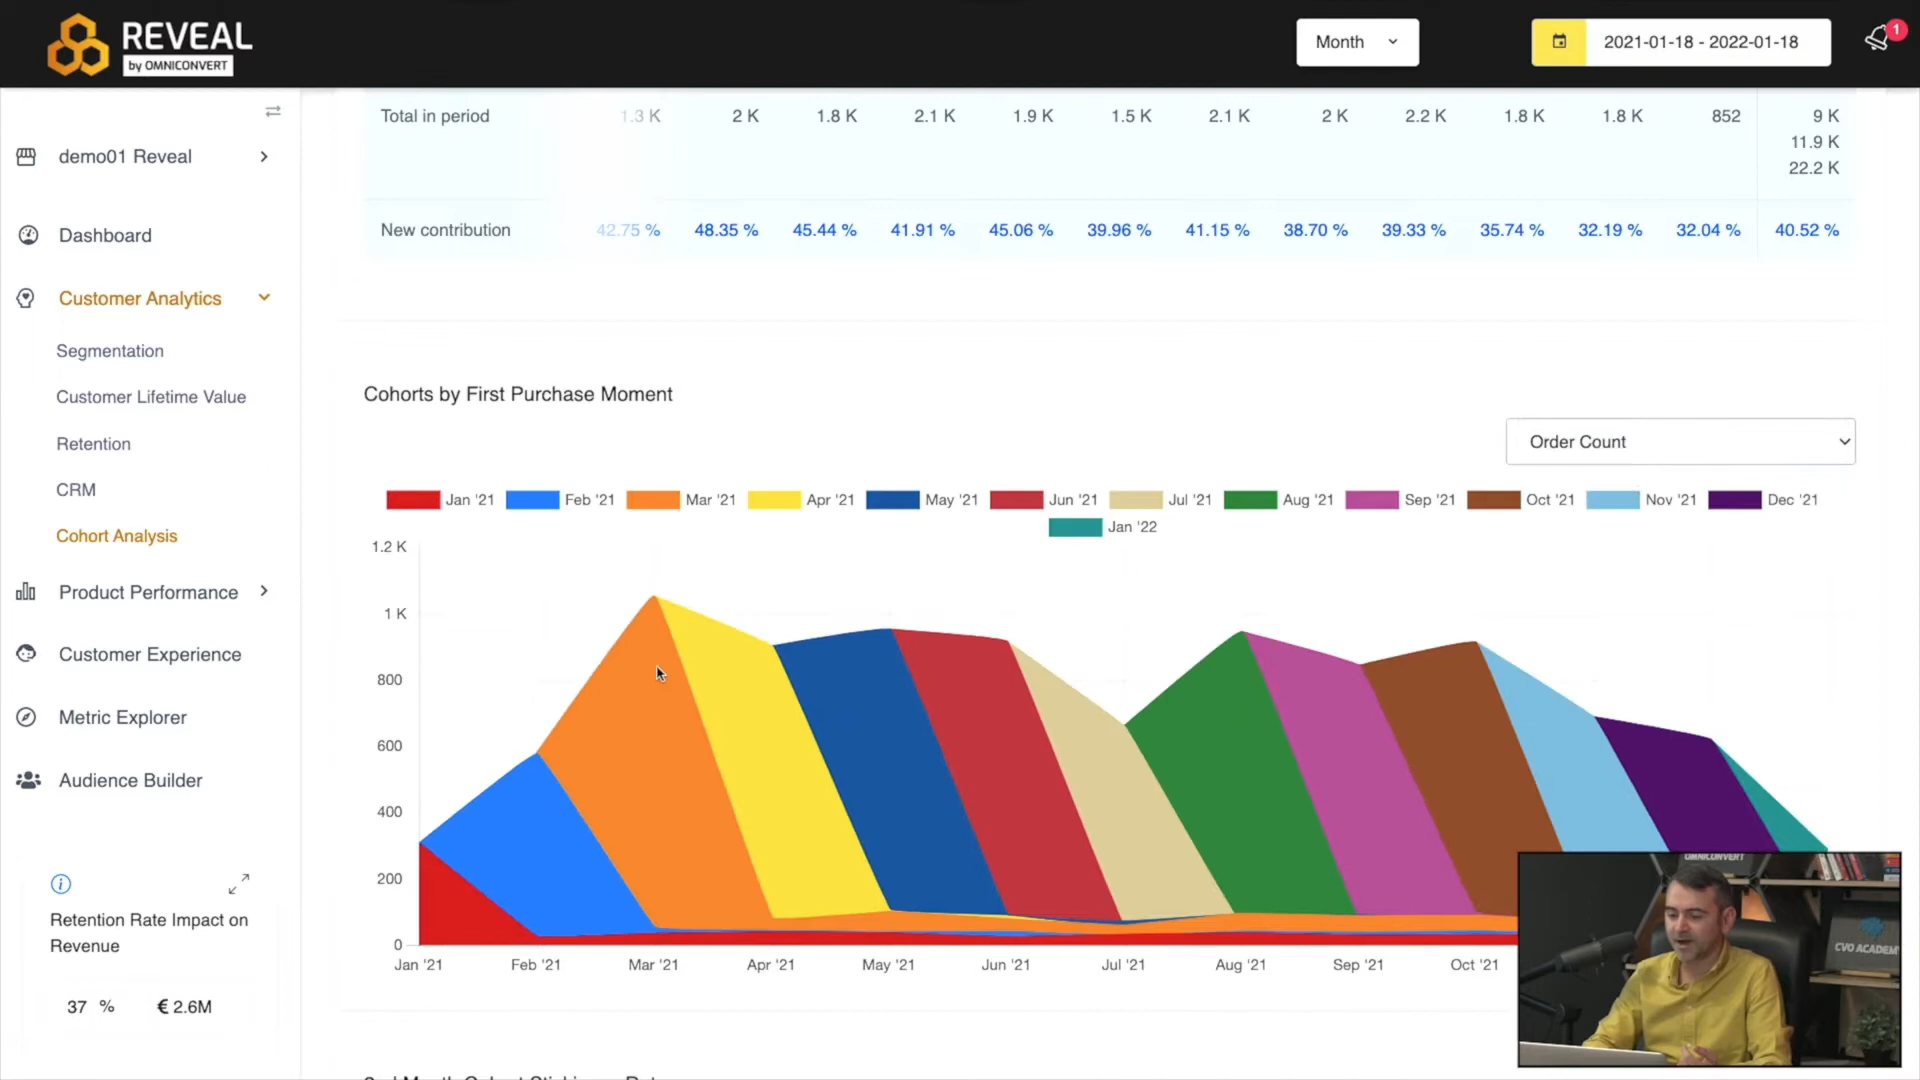 REVEAL
by OMNICONVERT
Month
2021-01-18 - 2022-01-18
1
demo01 Reveal
Dashboard
Customer Analytics
Segmentation
Customer Lifetime Value
Retention
CRM
Cohort Analysis
Product Performance
Customer Experience
Metric Explorer
Audience Builder
Retention Rate Impact on
Revenue
37 % € 2.6M
Total in period 1.3 K 2 K 1.8 K 2.1 K 1.9 K 1.5 K 2.1 K 2 K 2.2 K 1.8 K 1.8 K 852 9 K
11.9 K
22.2 K
New contribution 42.75 % 48.35 % 45.44 % 41.91 % 45.06 % 39.96 % 41.15 % 38.70 % 39.33 % 35.74 % 32.19 % 32.04 % 40.52 %
Cohorts by First Purchase Moment
Order Count
Jan '21 Feb '21 Mar '21 Apr '21 May '21 Jun '21 Jul '21 Aug '21 Sep '21 Oct '21 Nov '21 Dec '21
Jan '22
1.2 K
1 K
800
600
400
200
0
Jan '21 Feb '21 Mar '21 Apr '21 May '21 Jun '21 Jul '21 Aug '21 Sep '21 Oct '21
OMNICONVERT
CVO ACADEM